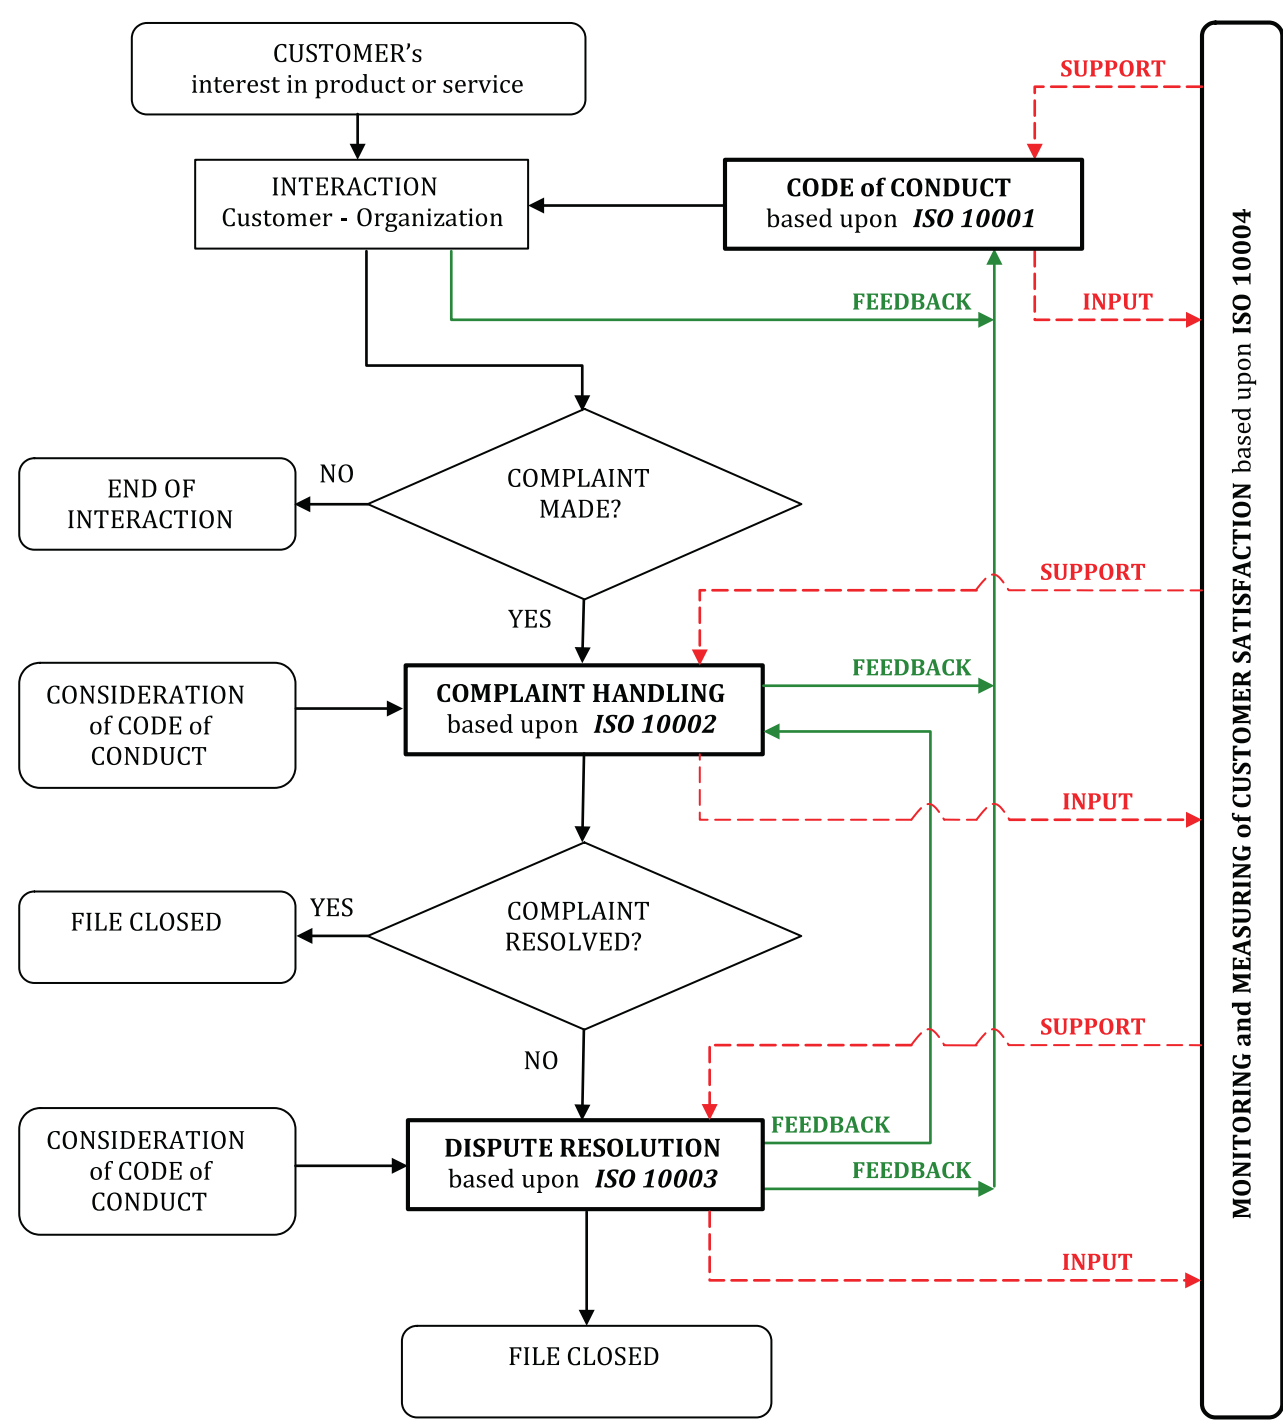 CUSTOMER's
interest in product or service
SUPPORT
INTERACTION
Customer - Organization
CODE of CONDUCT
based upon ISO 10001
FEEDBACK
INPUT
COMPLAINT
MADE?
NO
END OF
INTERACTION
YES
SUPPORT
CONSIDERATION
of CODE of
CONDUCT
COMPLAINT HANDLING
based upon ISO 10002
FEEDBACK
INPUT
COMPLAINT
RESOLVED?
YES
FILE CLOSED
NO
SUPPORT
CONSIDERATION
of CODE of
CONDUCT
DISPUTE RESOLUTION
based upon ISO 10003
FEEDBACK
FEEDBACK
INPUT
FILE CLOSED
MONITORING and MEASURING of CUSTOMER SATISFACTION based upon ISO 10004